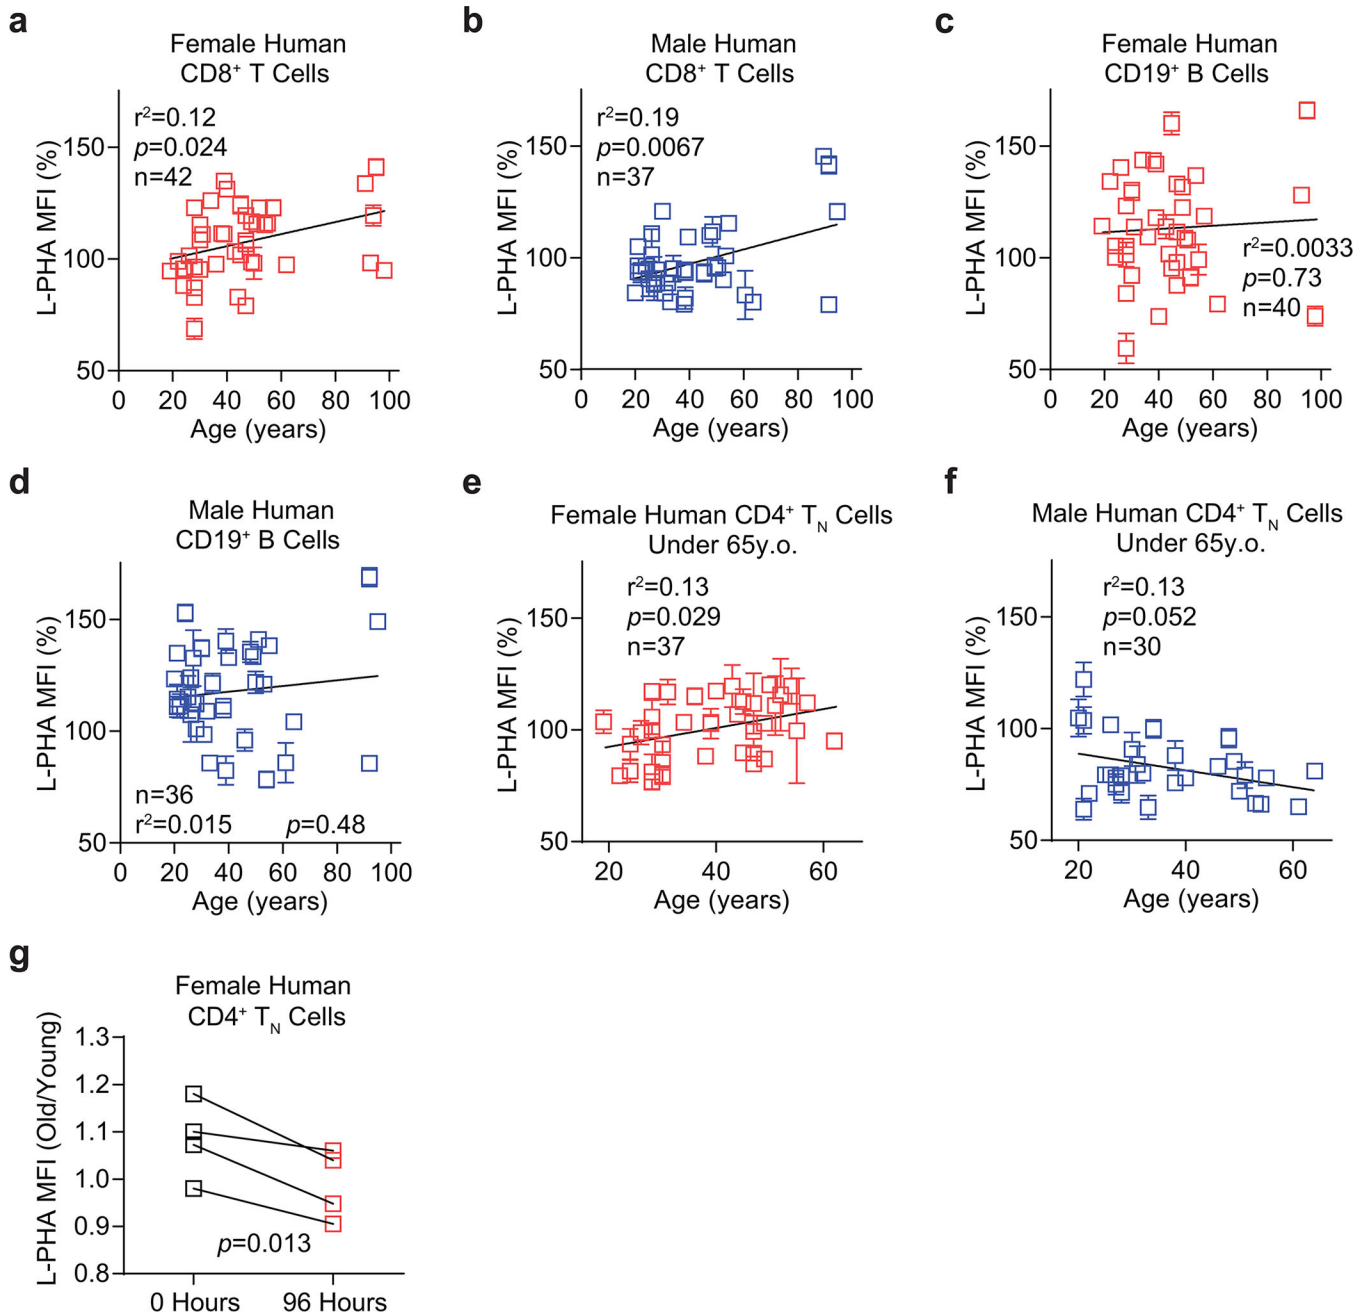 a
Female Human
CD8⁺ T Cells
L-PHA MFI (%)
r²=0.12
p=0.024
n=42
150
100
50
0 20 40 60 80 100
Age (years)
b
Male Human
CD8⁺ T Cells
L-PHA MFI (%)
r²=0.19
p=0.0067
n=37
150
100
50
0 20 40 60 80 100
Age (years)
c
Female Human
CD19⁺ B Cells
L-PHA MFI (%)
150
100
50
r²=0.0033
p=0.73
n=40
0 20 40 60 80 100
Age (years)
d
Male Human
CD19⁺ B Cells
L-PHA MFI (%)
150
100
50
n=36
r²=0.015 p=0.48
0 20 40 60 80 100
Age (years)
e
Female Human CD4⁺ T_N Cells
Under 65y.o.
L-PHA MFI (%)
r²=0.13
p=0.029
n=37
150
100
50
20 40 60
Age (years)
f
Male Human CD4⁺ T_N Cells
Under 65y.o.
L-PHA MFI (%)
r²=0.13
p=0.052
n=30
150
100
50
20 40 60
Age (years)
g
Female Human
CD4⁺ T_N Cells
L-PHA MFI (Old/Young)
1.3
1.2
1.1
1.0
0.9
0.8
p=0.013
0 Hours 96 Hours